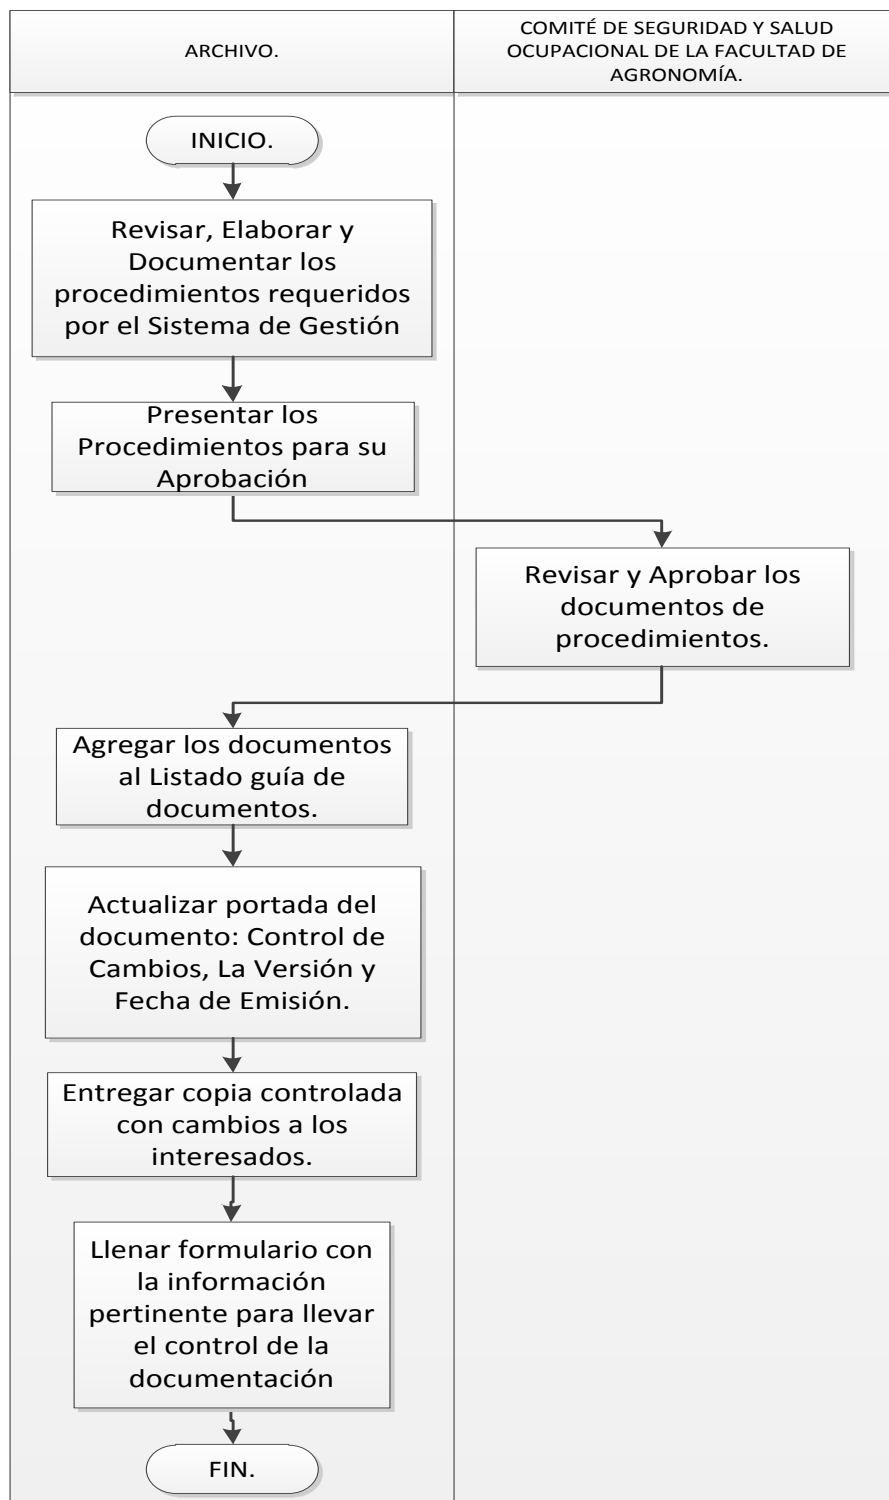 ARCHIVO.
COMITÉ DE SEGURIDAD Y SALUD
OCUPACIONAL DE LA FACULTAD DE
AGRONOMÍA.
INICIO.
Revisar, Elaborar y
Documentar los
procedimientos requeridos
por el Sistema de Gestión
Presentar los
Procedimientos para su
Aprobación
Revisar y Aprobar los
documentos de
procedimientos.
Agregar los documentos
al Listado guía de
documentos.
Actualizar portada del
documento: Control de
Cambios, La Versión y
Fecha de Emisión.
Entregar copia controlada
con cambios a los
interesados.
Llenar formulario con
la información
pertinente para llevar
el control de la
documentación
FIN.